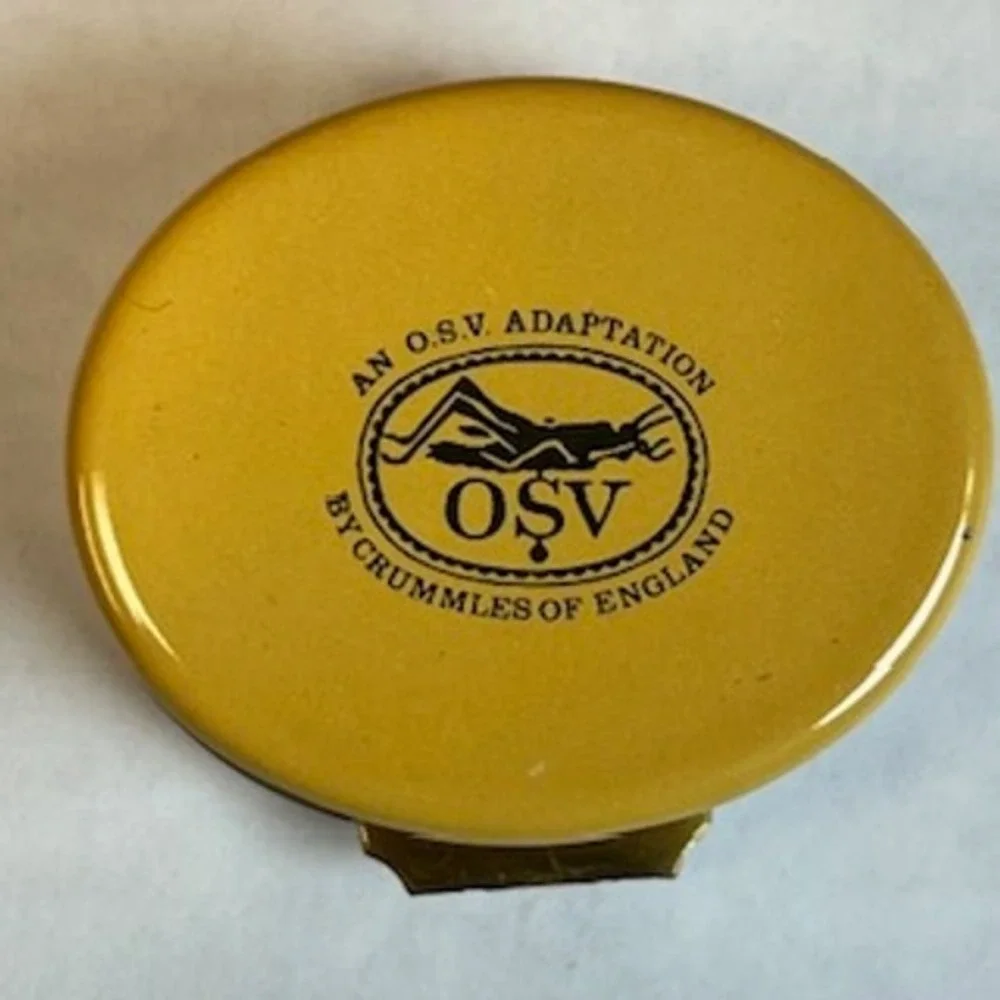 AN O.S.V. ADAPTATION
OSV
BY CRUMMLES OF ENGLAND